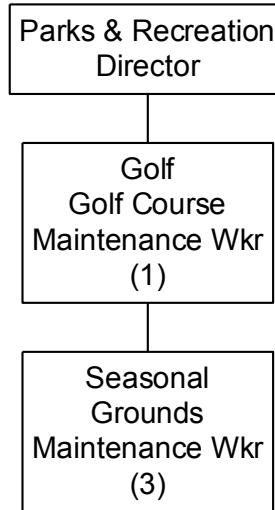 Parks & Recreation
Director
Golf
Golf Course
Maintenance Wkr
(1)
Seasonal
Grounds
Maintenance Wkr
(3)